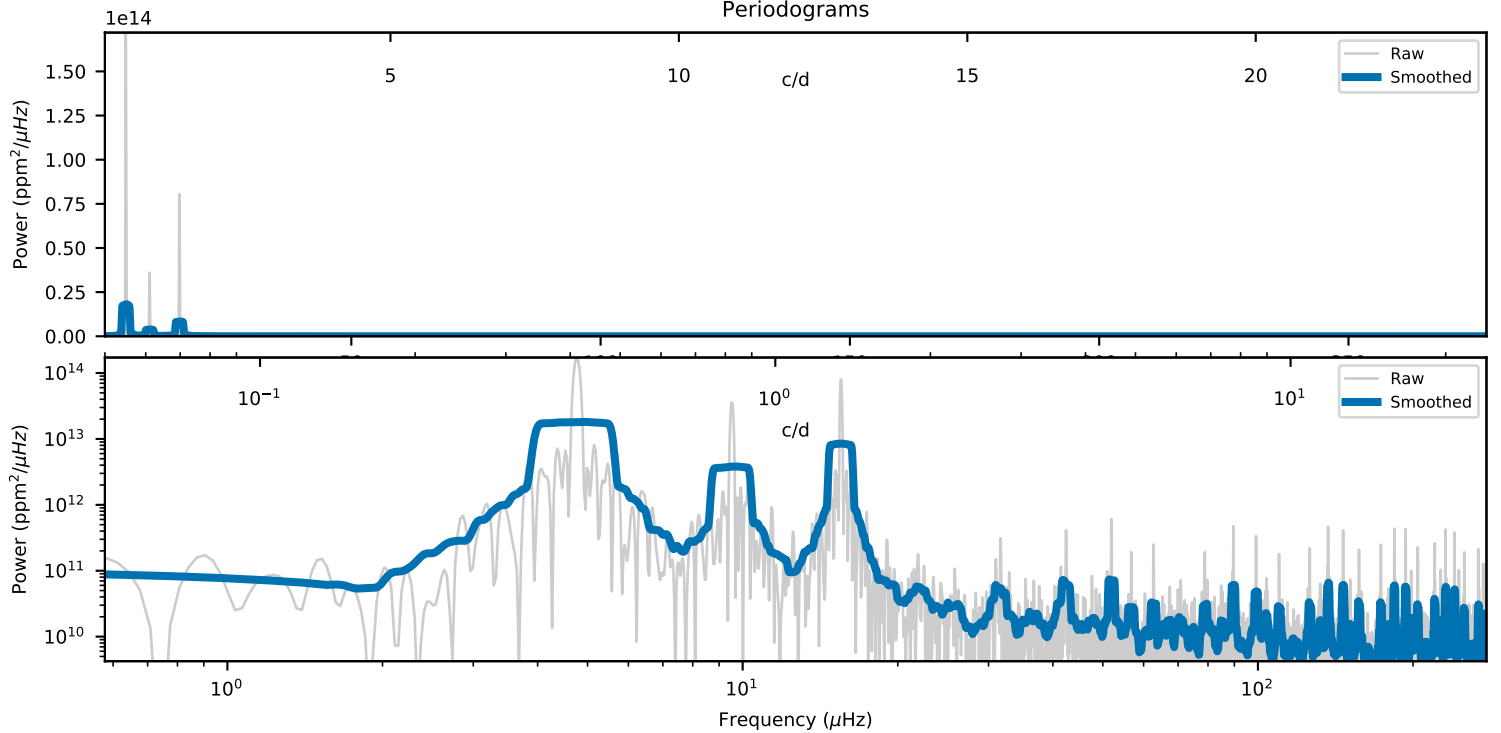 Periodograms
1e14
5 10 15 20
c/d
Raw
Smoothed
1.50
1.25
1.00
0.75
0.50
0.25
0.00
Power (ppm²/μHz)
10⁻¹ 10⁰ 10¹
c/d
Raw
Smoothed
10¹⁴
10¹³
10¹²
10¹¹
10¹⁰
Power (ppm²/μHz)
10⁰ 10¹ 10²
Frequency (μHz)